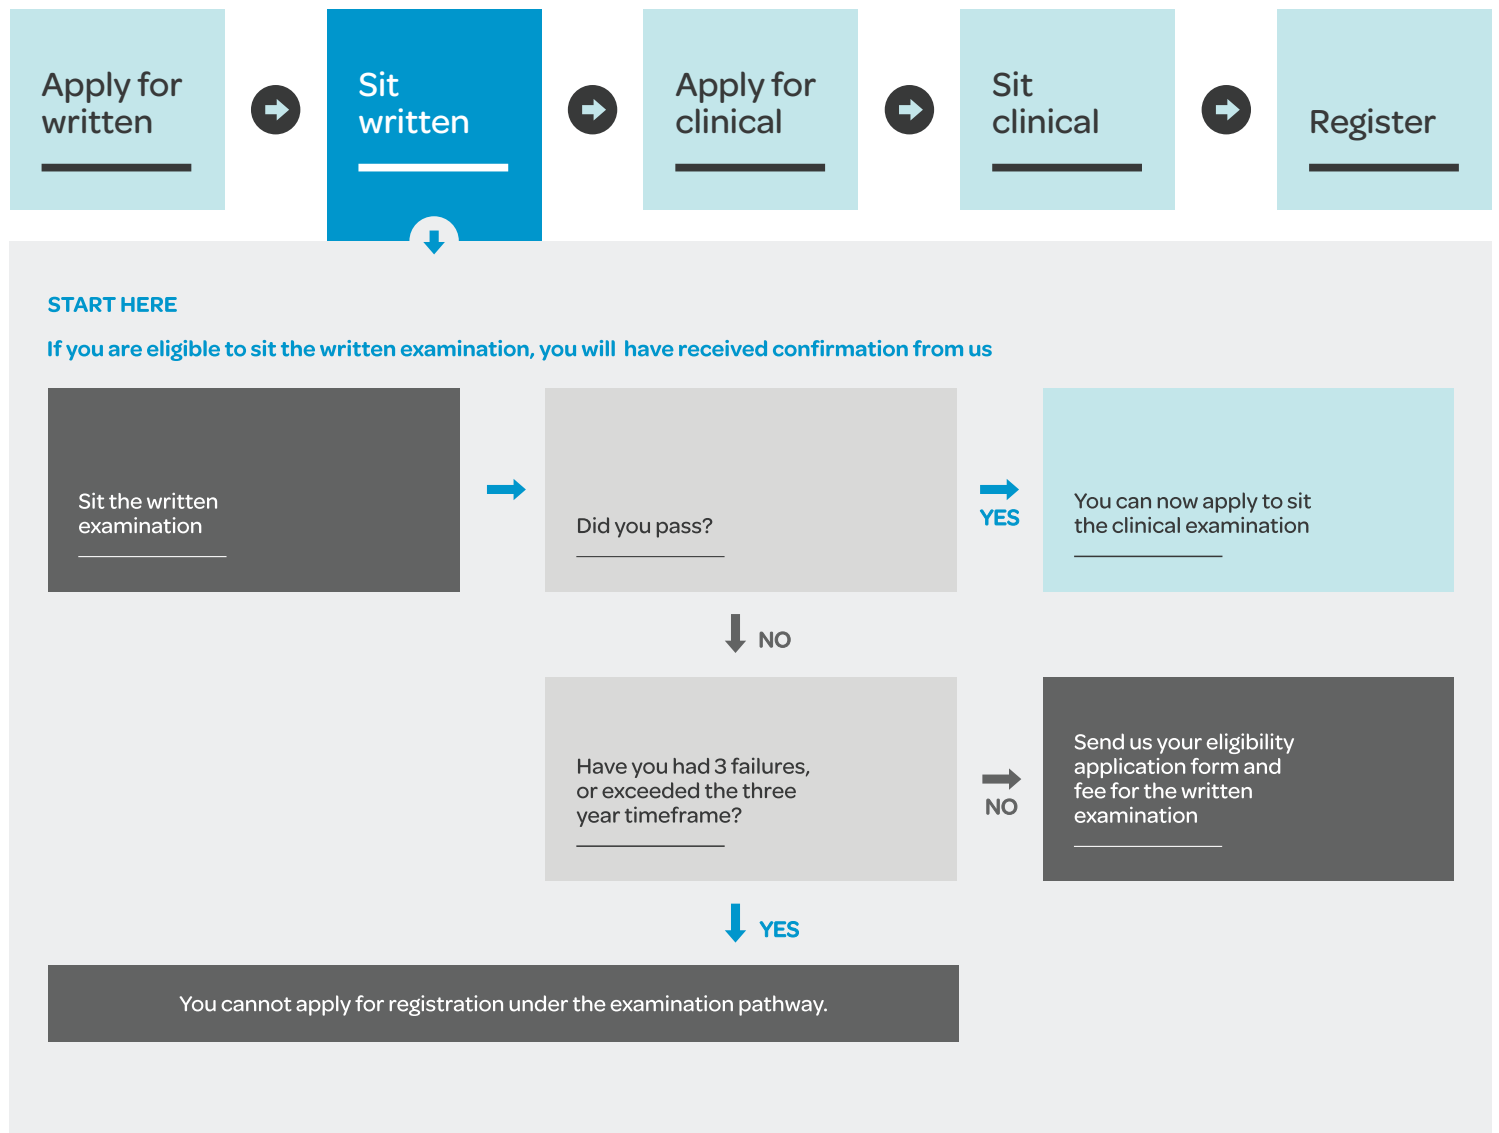 Apply for
written
Sit
written
Apply for
clinical
Sit
clinical
Register
START HERE
If you are eligible to sit the written examination, you will have received confirmation from us
Sit the written
examination
Did you pass?
YES
You can now apply to sit
the clinical examination
NO
Have you had 3 failures,
or exceeded the three
year timeframe?
NO
Send us your eligibility
application form and
fee for the written
examination
YES
You cannot apply for registration under the examination pathway.